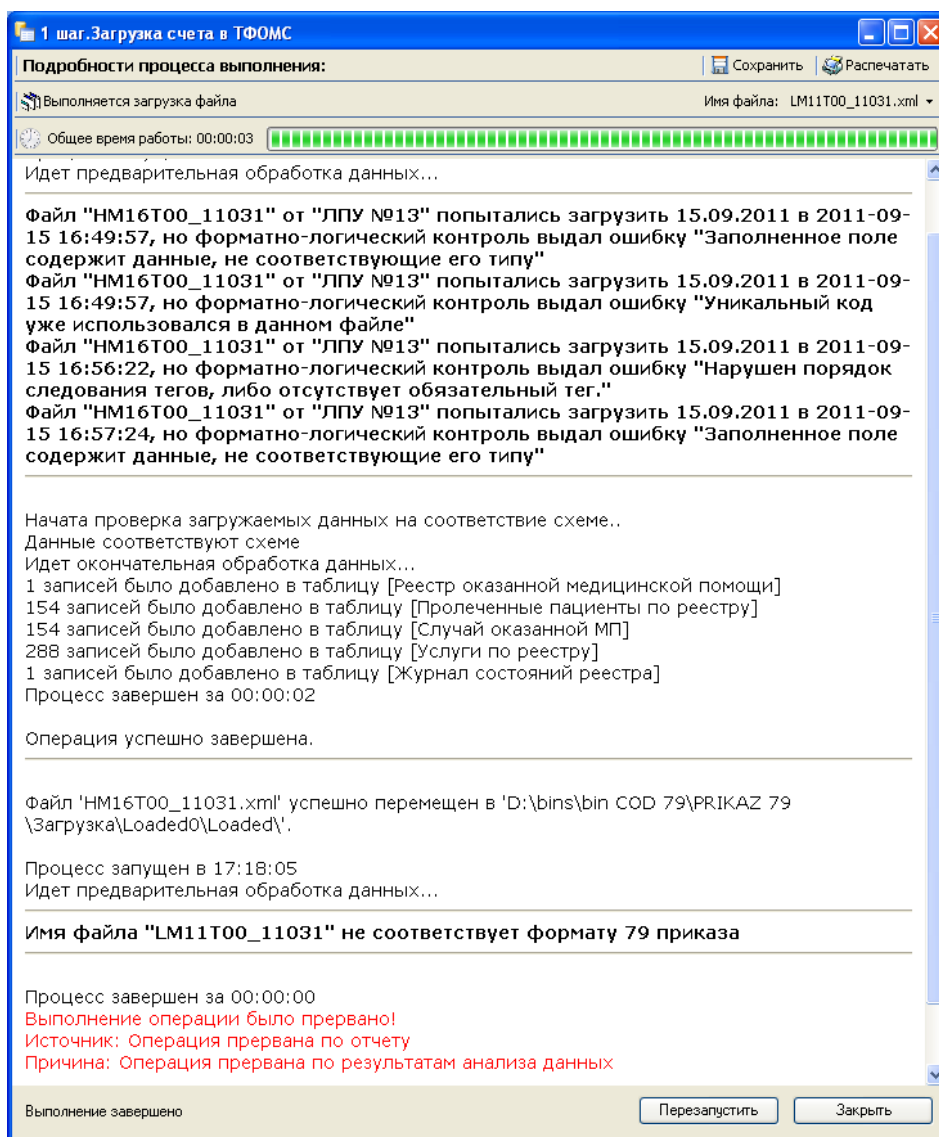 1 шаг.Загрузка счета в ТФОМС
Подробности процесса выполнения:
Сохранить
Распечатать
Выполняется загрузка файла
Имя файла: LM11T00_11031.xml
Общее время работы: 00:00:03
Идет предварительная обработка данных...
Файл "HM16T00_11031" от "ЛПУ №13" попытались загрузить 15.09.2011 в 2011-09-
15 16:49:57, но форматно-логический контроль выдал ошибку "Заполненное поле
содержит данные, не соответствующие его типу"
Файл "HM16T00_11031" от "ЛПУ №13" попытались загрузить 15.09.2011 в 2011-09-
15 16:49:57, но форматно-логический контроль выдал ошибку "Уникальный код
уже использовался в данном файле"
Файл "HM16T00_11031" от "ЛПУ №13" попытались загрузить 15.09.2011 в 2011-09-
15 16:56:22, но форматно-логический контроль выдал ошибку "Нарушен порядок
следования тегов, либо отсутствует обязательный тег."
Файл "HM16T00_11031" от "ЛПУ №13" попытались загрузить 15.09.2011 в 2011-09-
15 16:57:24, но форматно-логический контроль выдал ошибку "Заполненное поле
содержит данные, не соответствующие его типу"
Начата проверка загружаемых данных на соответствие схеме..
Данные соответствуют схеме
Идет окончательная обработка данных...
1 записей было добавлено в таблицу [Реестр оказанной медицинской помощи]
154 записей было добавлено в таблицу [Пролеченные пациенты по реестру]
154 записей было добавлено в таблицу [Случай оказанной МП]
288 записей было добавлено в таблицу [Услуги по реестру]
1 записей было добавлено в таблицу [Журнал состояний реестра]
Процесс завершен за 00:00:02
Операция успешно завершена.
Файл 'HM16T00_11031.xml' успешно перемещен в 'D:\bins\bin COD 79\PRIKAZ 79
\Загрузка\Loaded0\Loaded\'.
Процесс запущен в 17:18:05
Идет предварительная обработка данных...
Имя файла "LM11T00_11031" не соответствует формату 79 приказа
Процесс завершен за 00:00:00
Выполнение операции было прервано!
Источник: Операция прервана по отчету
Причина: Операция прервана по результатам анализа данных
Выполнение завершено
Перезапустить
Закрыть